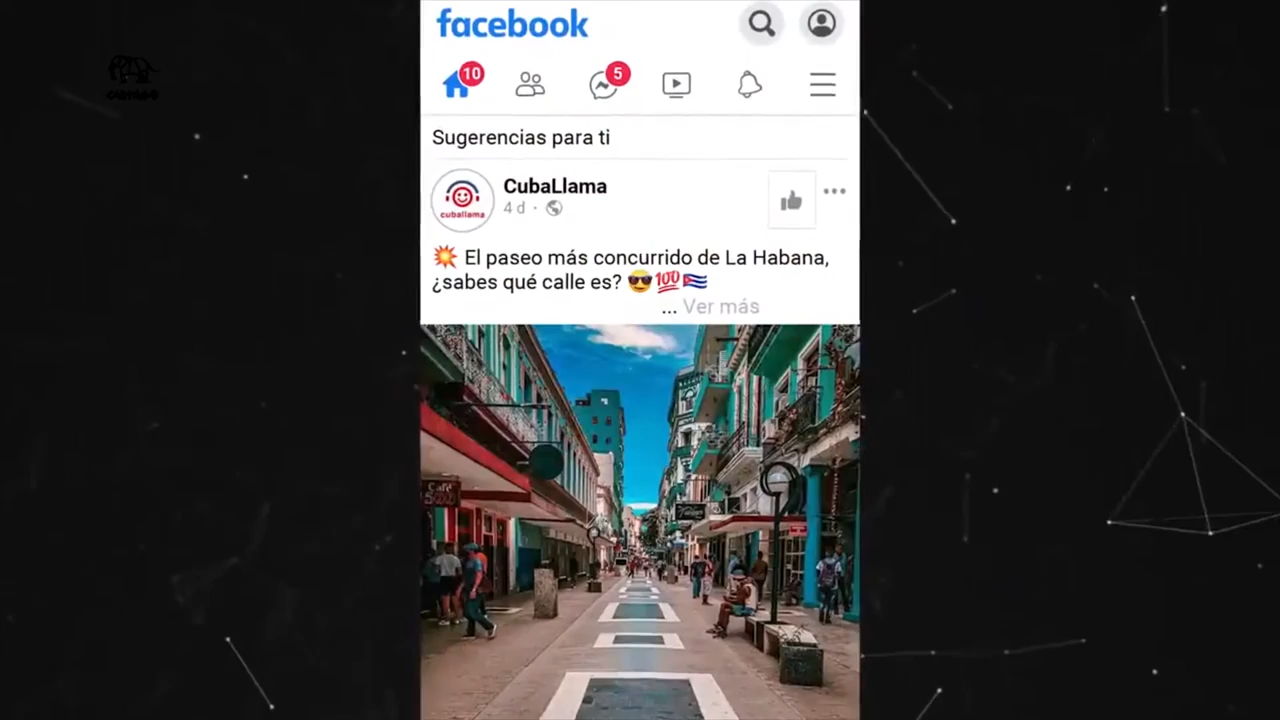 facebook
10
5
Sugerencias para ti
CubaLlama
4 d
cuballama
💥 El paseo más concurrido de La Habana,
¿sabes qué calle es? 😎💯🇨🇺
... Ver más
Café